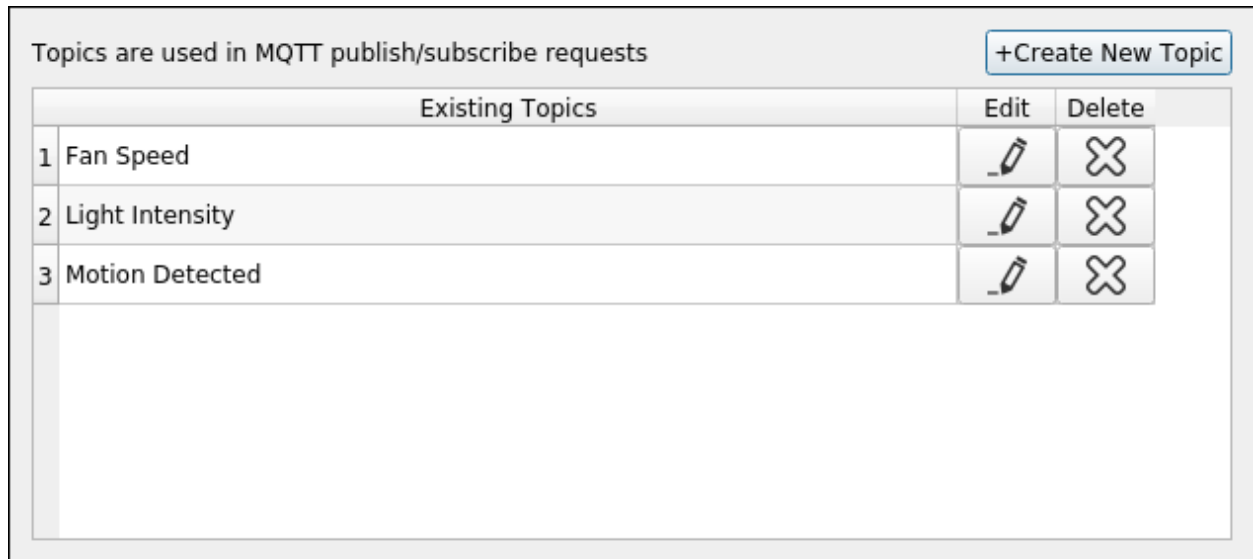 Topics are used in MQTT publish/subscribe requests +Create New Topic
Existing Topics Edit Delete
1 Fan Speed
2 Light Intensity
3 Motion Detected